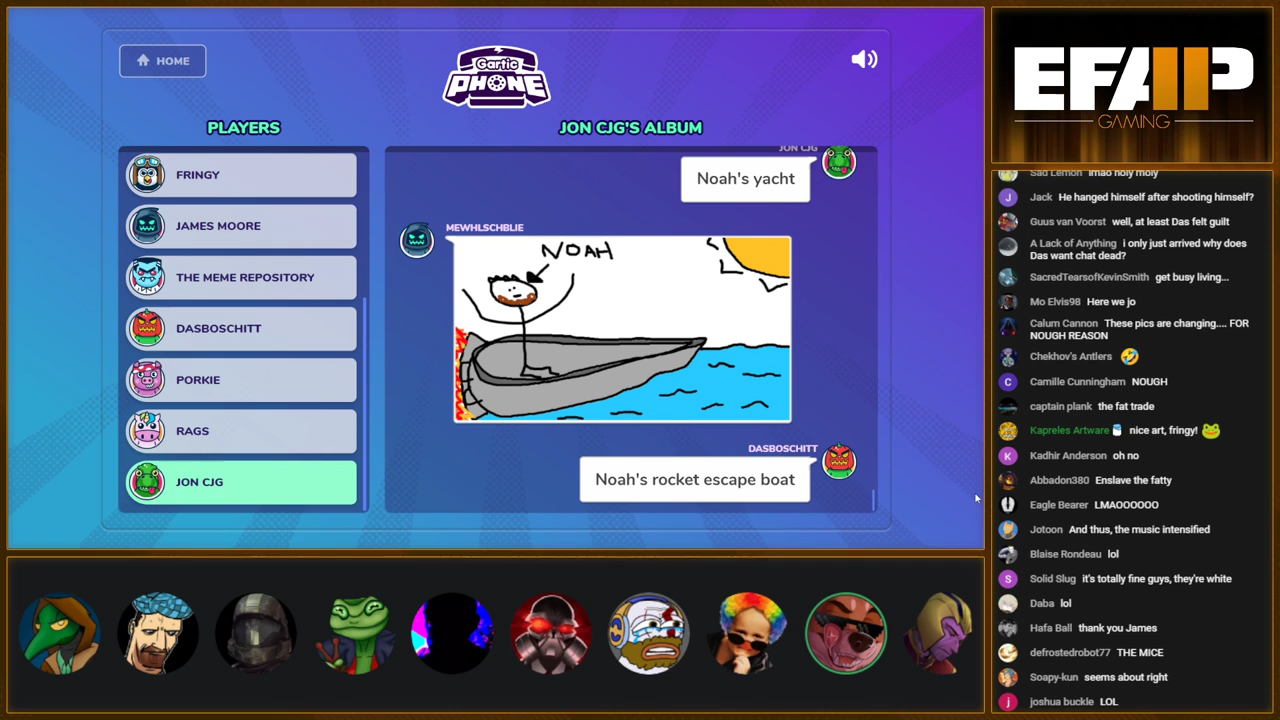 HOME
Gartic
PHONE
PLAYERS
FRINGY
JAMES MOORE
THE MEME REPOSITORY
DASBOSCHITT
PORKIE
RAGS
JON CJG
JON CJG'S ALBUM
JON CJG
Noah's yacht
MEWHLSCHBLIE
NOAH
DASBOSCHITT
Noah's rocket escape boat
EFAP
GAMING
Sad Lemon lmao holy moly
Jack He hanged himself after shooting himself?
Guus van Voorst well, at least Das felt guilt
A Lack of Anything i only just arrived why does
Das want chat dead?
SacredTearsofKevinSmith get busy living...
Mo Elvis98 Here we jo
Calum Cannon These pics are changing.... FOR
NOUGH REASON
Chekhov's Antlers 🤣
Camille Cunningham NOUGH
captain plank the fat trade
Kapreles Artware nice art, fringy! 🐸
Kadhir Anderson oh no
Abbadon380 Enslave the fatty
Eagle Bearer LMAOOOOOO
Jotoon And thus, the music intensified
Blaise Rondeau lol
Solid Slug it's totally fine guys, they're white
Daba lol
Hafa Ball thank you James
defrostedrobot77 THE MICE
Soapy-kun seems about right
joshua buckle LOL